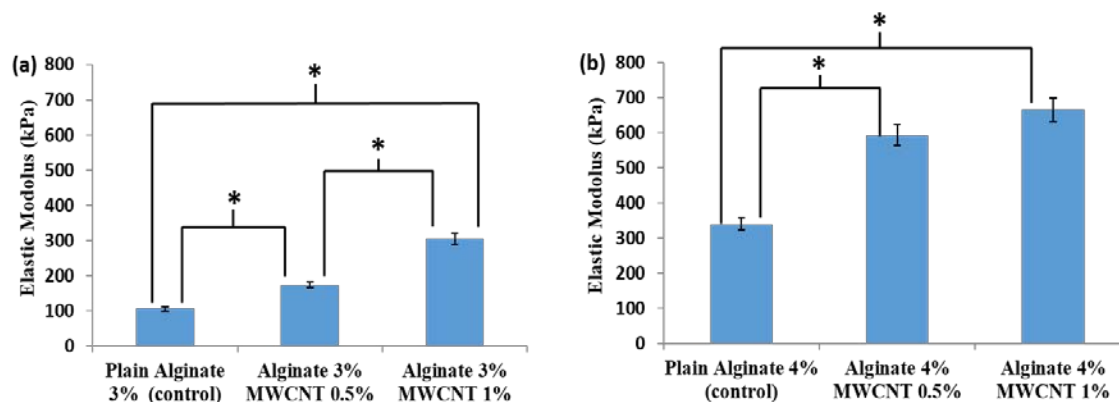 (a)
Elastic Modolus (kPa)
800
700
600
500
400
300
200
100
0
*
*
*
Plain Alginate
3% (control)
Alginate 3%
MWCNT 0.5%
Alginate 3%
MWCNT 1%
(b)
Elastic Modolus (kPa)
800
700
600
500
400
300
200
100
0
*
*
Plain Alginate 4%
(control)
Alginate 4%
MWCNT 0.5%
Alginate 4%
MWCNT 1%